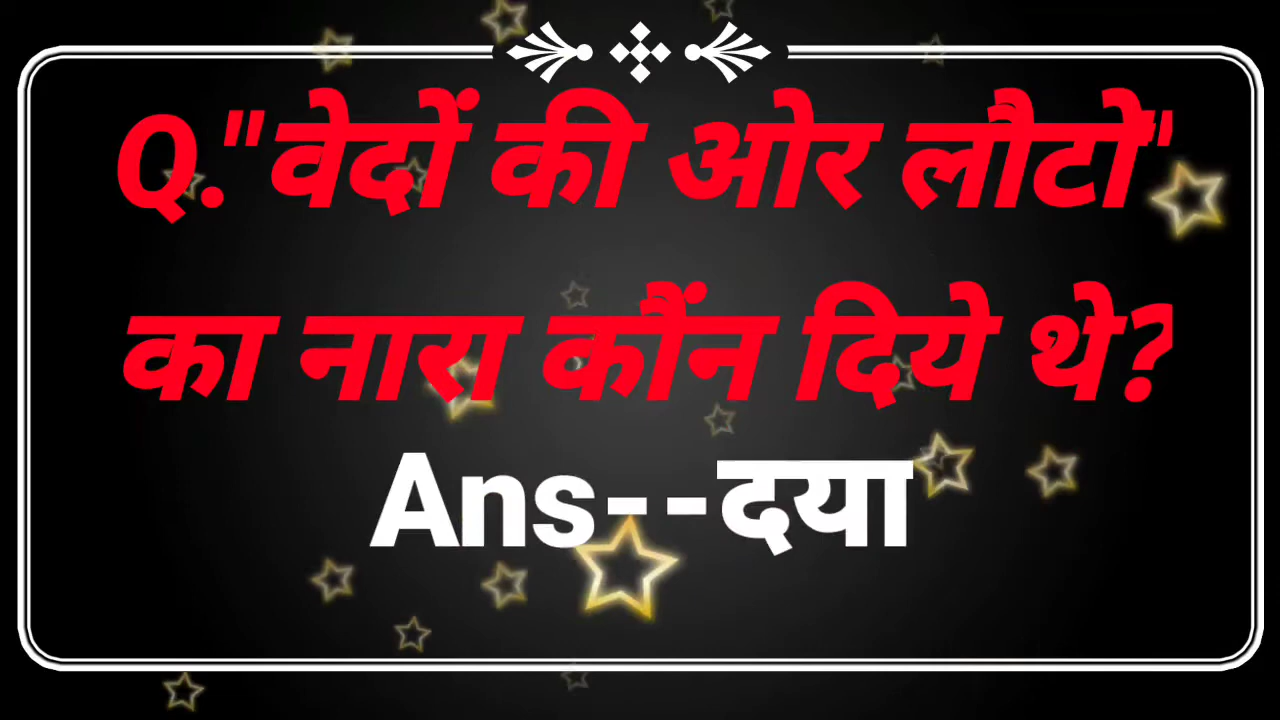 Q."वेदों की ओर लौटो"
का नारा कौंन दिये थे?
Ans--दया